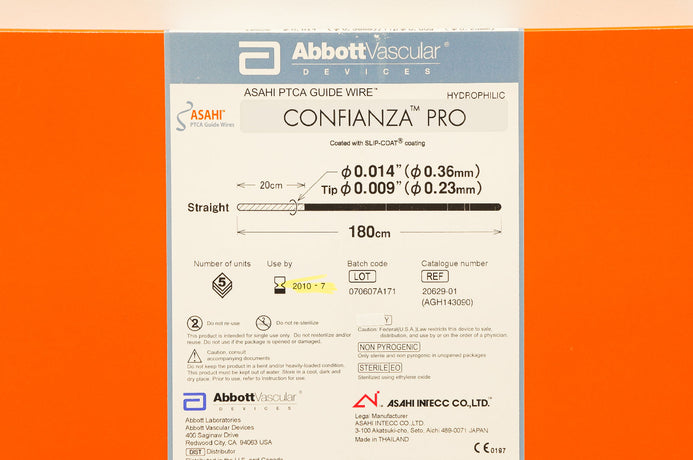 AbbottVascular®
DEVICES
ASAHI PTCA GUIDE WIRE™
HYDROPHILIC
ASAHI™
PTCA Guide Wires
CONFIANZA™ PRO
Coated with SLIP-COAT® coating
20cm
ϕ0.014" (ϕ0.36mm)
Tip ϕ0.009" (ϕ0.23mm)
Straight
180cm
Number of units
Use by
Batch code
Catalogue number
5
2010 - 7
LOT
070607A171
REF
20629-01
(AGH143090)
2 Do not re-use
Do not re-sterilize
This product is intended for single use only. Do not resterilize and/or
reuse. Do not use if the package is opened or damaged.
Caution, consult
accompanying documents
Do not keep the product in a bent and/or heavily-loaded condition.
This product must be kept out of water. Store in a cool, dark and
dry place. Prior to use, refer to instruction for use.
Y
Caution: Federal(U.S.A.)Law restricts this device to sale,
distribution, and use by or on the order of a physician.
NON PYROGENIC
Only sterile and non pyrogenic in unopened packages
STERILE EO
Sterilized using ethylene oxide
AbbottVascular®
DEVICES
Abbott Laboratories
Abbott Vascular Devices
400 Saginaw Drive
Redwood City, CA 94063 USA
DIST Distributor
Distributed in the U.S. and Canada
ASAHI INTECC CO.,LTD.
Legal Manufacturer
ASAHI INTECC CO.,LTD
3-100 Akatsuki-cho, Seto, Aichi 489-0071 JAPAN
Made in THAILAND
CE0197